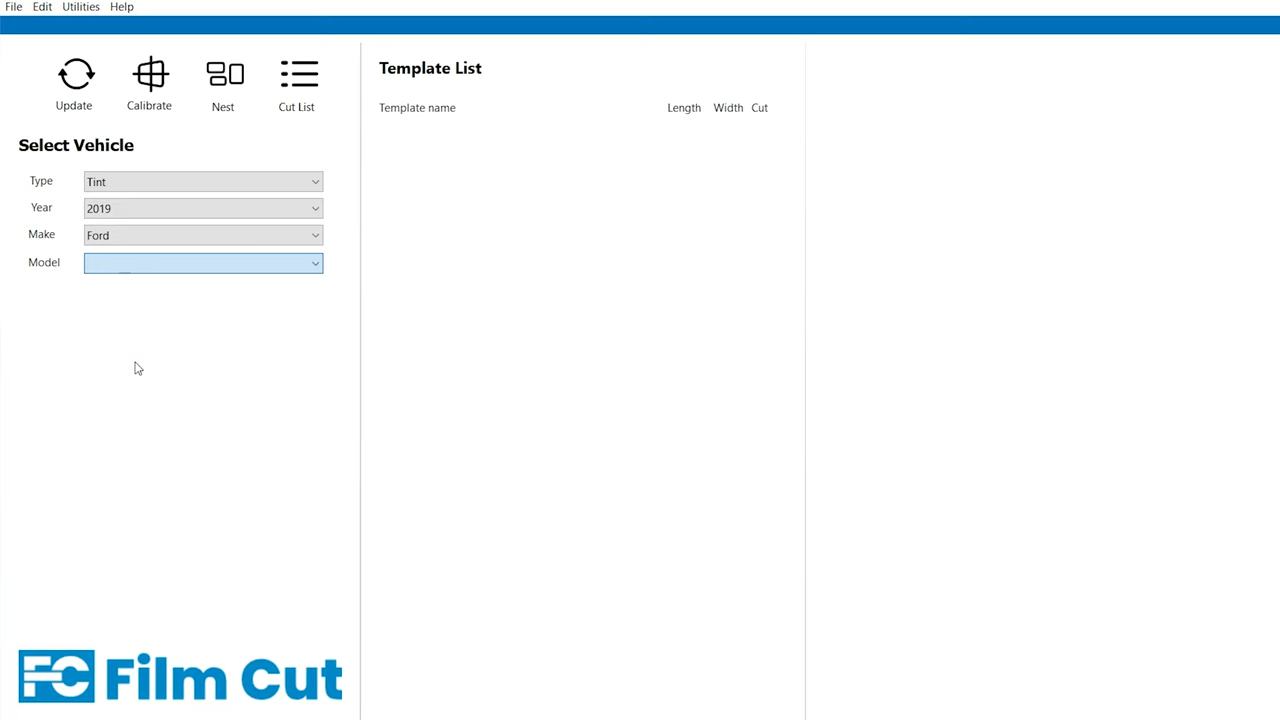 File Edit Utilities Help
Update Calibrate Nest Cut List
Select Vehicle
Type Tint
Year 2019
Make Ford
Model
Template List
Template name Length Width Cut
FC Film Cut